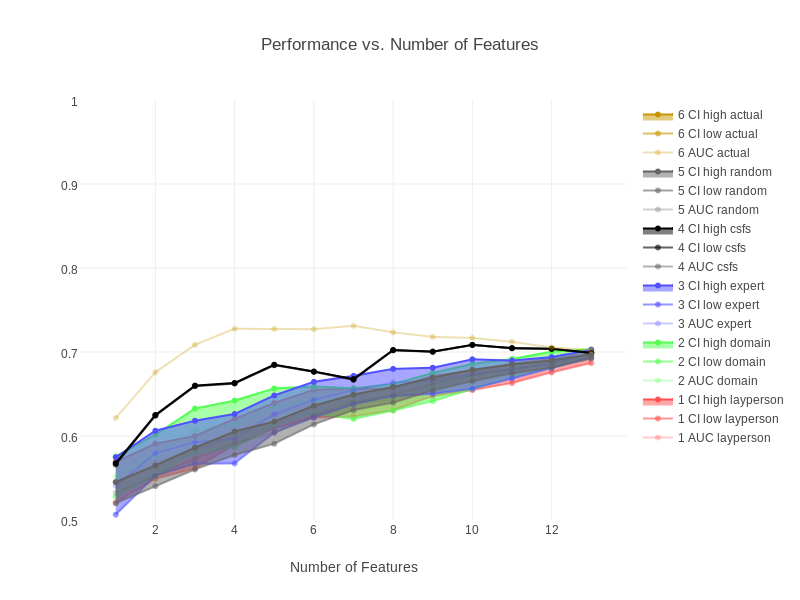 Performance vs. Number of Features
1
0.9
0.8
0.7
0.6
0.5
2
4
6
8
10
12
Number of Features
6 CI high actual
6 CI low actual
6 AUC actual
5 CI high random
5 CI low random
5 AUC random
4 CI high csfs
4 CI low csfs
4 AUC csfs
3 CI high expert
3 CI low expert
3 AUC expert
2 CI high domain
2 CI low domain
2 AUC domain
1 CI high layperson
1 CI low layperson
1 AUC layperson